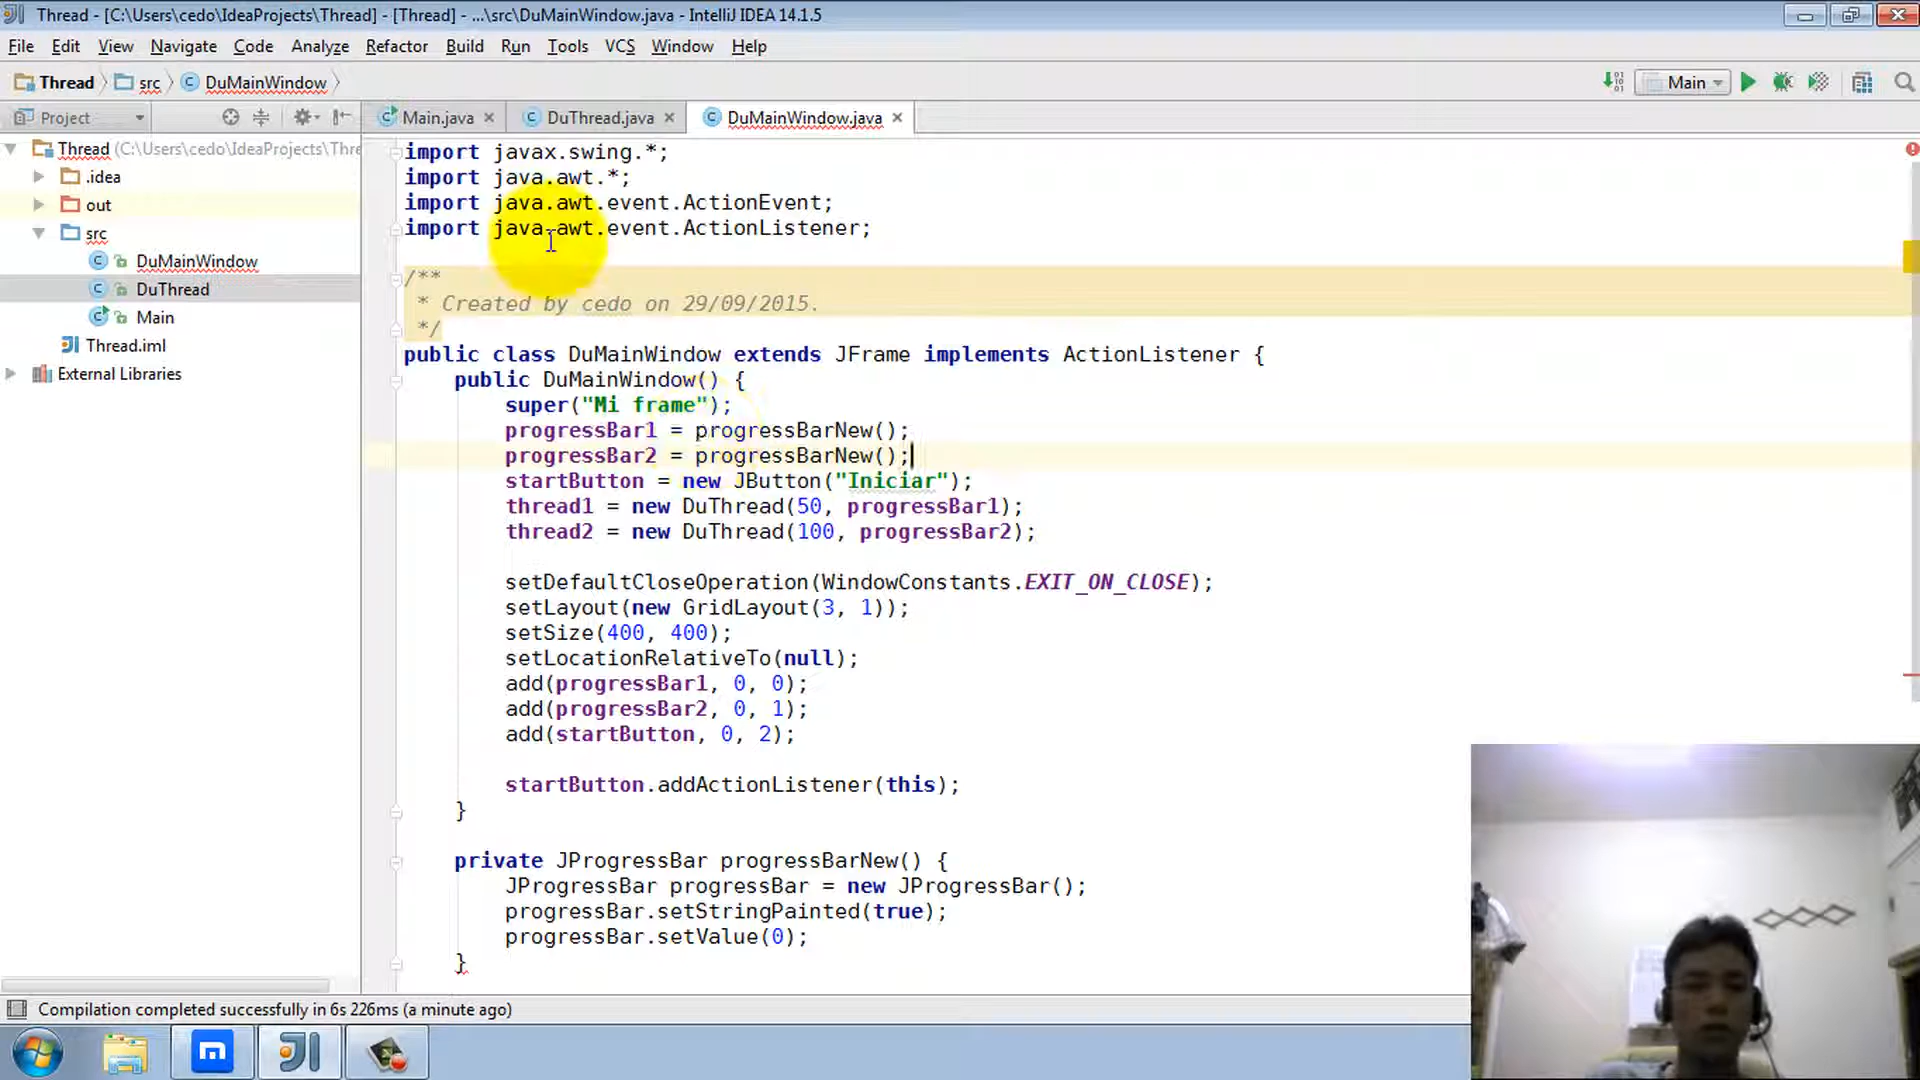 Thread - [C:\Users\cedo\IdeaProjects\Thread] - [Thread] - ...\src\DuMainWindow.java - IntelliJ IDEA 14.1.5
File Edit View Navigate Code Analyze Refactor Build Run Tools VCS Window Help
Thread src DuMainWindow Main
Project Main.java DuThread.java DuMainWindow.java
Thread (C:\Users\cedo\IdeaProjects\Thre
.idea
out
src
DuMainWindow
DuThread
Main
Thread.iml
External Libraries
import javax.swing.*;
import java.awt.*;
import java.awt.event.ActionEvent;
import java.awt.event.ActionListener;
/**
* Created by cedo on 29/09/2015.
*/
public class DuMainWindow extends JFrame implements ActionListener {
public DuMainWindow() {
super("Mi frame");
progressBar1 = progressBarNew();
progressBar2 = progressBarNew();
startButton = new JButton("Iniciar");
thread1 = new DuThread(50, progressBar1);
thread2 = new DuThread(100, progressBar2);
setDefaultCloseOperation(WindowConstants.EXIT_ON_CLOSE);
setLayout(new GridLayout(3, 1));
setSize(400, 400);
setLocationRelativeTo(null);
add(progressBar1, 0, 0);
add(progressBar2, 0, 1);
add(startButton, 0, 2);
startButton.addActionListener(this);
}
private JProgressBar progressBarNew() {
JProgressBar progressBar = new JProgressBar();
progressBar.setStringPainted(true);
progressBar.setValue(0);
}
Compilation completed successfully in 6s 226ms (a minute ago)